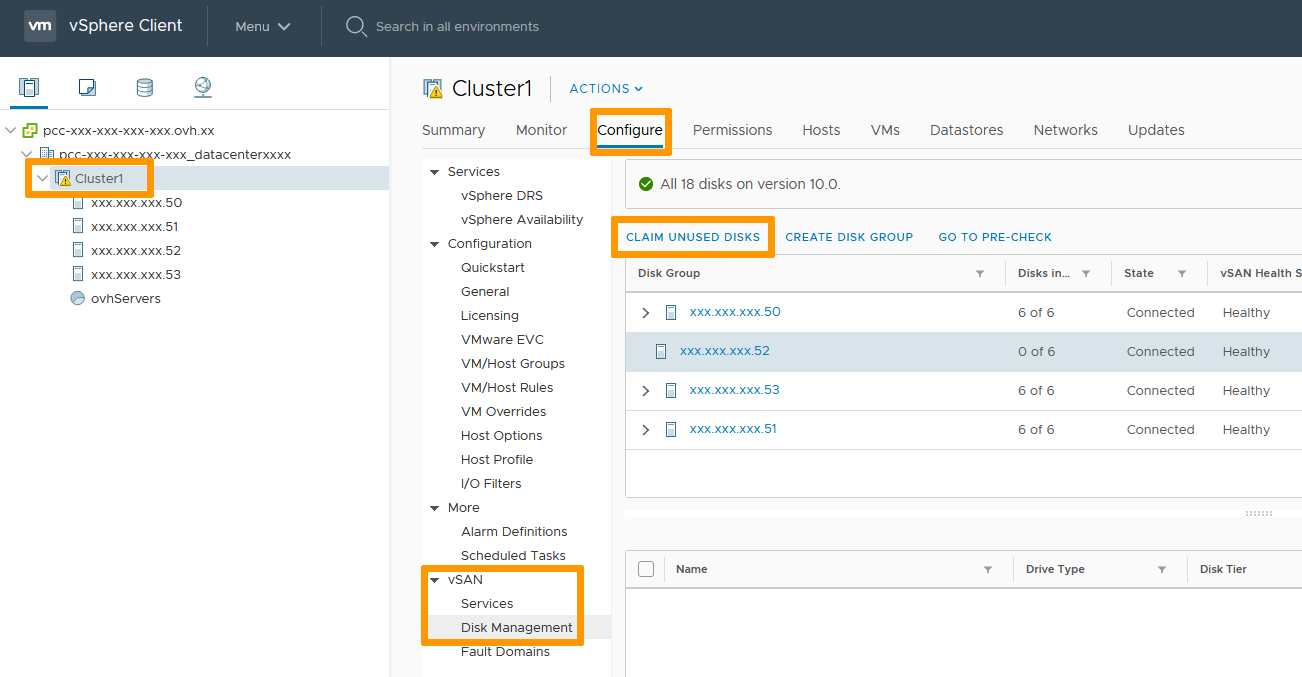 vm vSphere Client Menu Search in all environments
pcc-xxx-xxx-xxx-xxx.ovh.xx
pcc-xxx-xxx-xxx-xxx_datacenterxxxx
Cluster1
xxx.xxx.xxx.50
xxx.xxx.xxx.51
xxx.xxx.xxx.52
xxx.xxx.xxx.53
ovhServers
Cluster1 ACTIONS
Summary Monitor Configure Permissions Hosts VMs Datastores Networks Updates
Services
vSphere DRS
vSphere Availability
Configuration
Quickstart
General
Licensing
VMware EVC
VM/Host Groups
VM/Host Rules
VM Overrides
Host Options
Host Profile
I/O Filters
More
Alarm Definitions
Scheduled Tasks
vSAN
Services
Disk Management
Fault Domains
All 18 disks on version 10.0.
CLAIM UNUSED DISKS CREATE DISK GROUP GO TO PRE-CHECK
Disk Group Disks in... State vSAN Health S
xxx.xxx.xxx.50 6 of 6 Connected Healthy
xxx.xxx.xxx.52 0 of 6 Connected Healthy
xxx.xxx.xxx.53 6 of 6 Connected Healthy
xxx.xxx.xxx.51 6 of 6 Connected Healthy
Name Drive Type Disk Tier